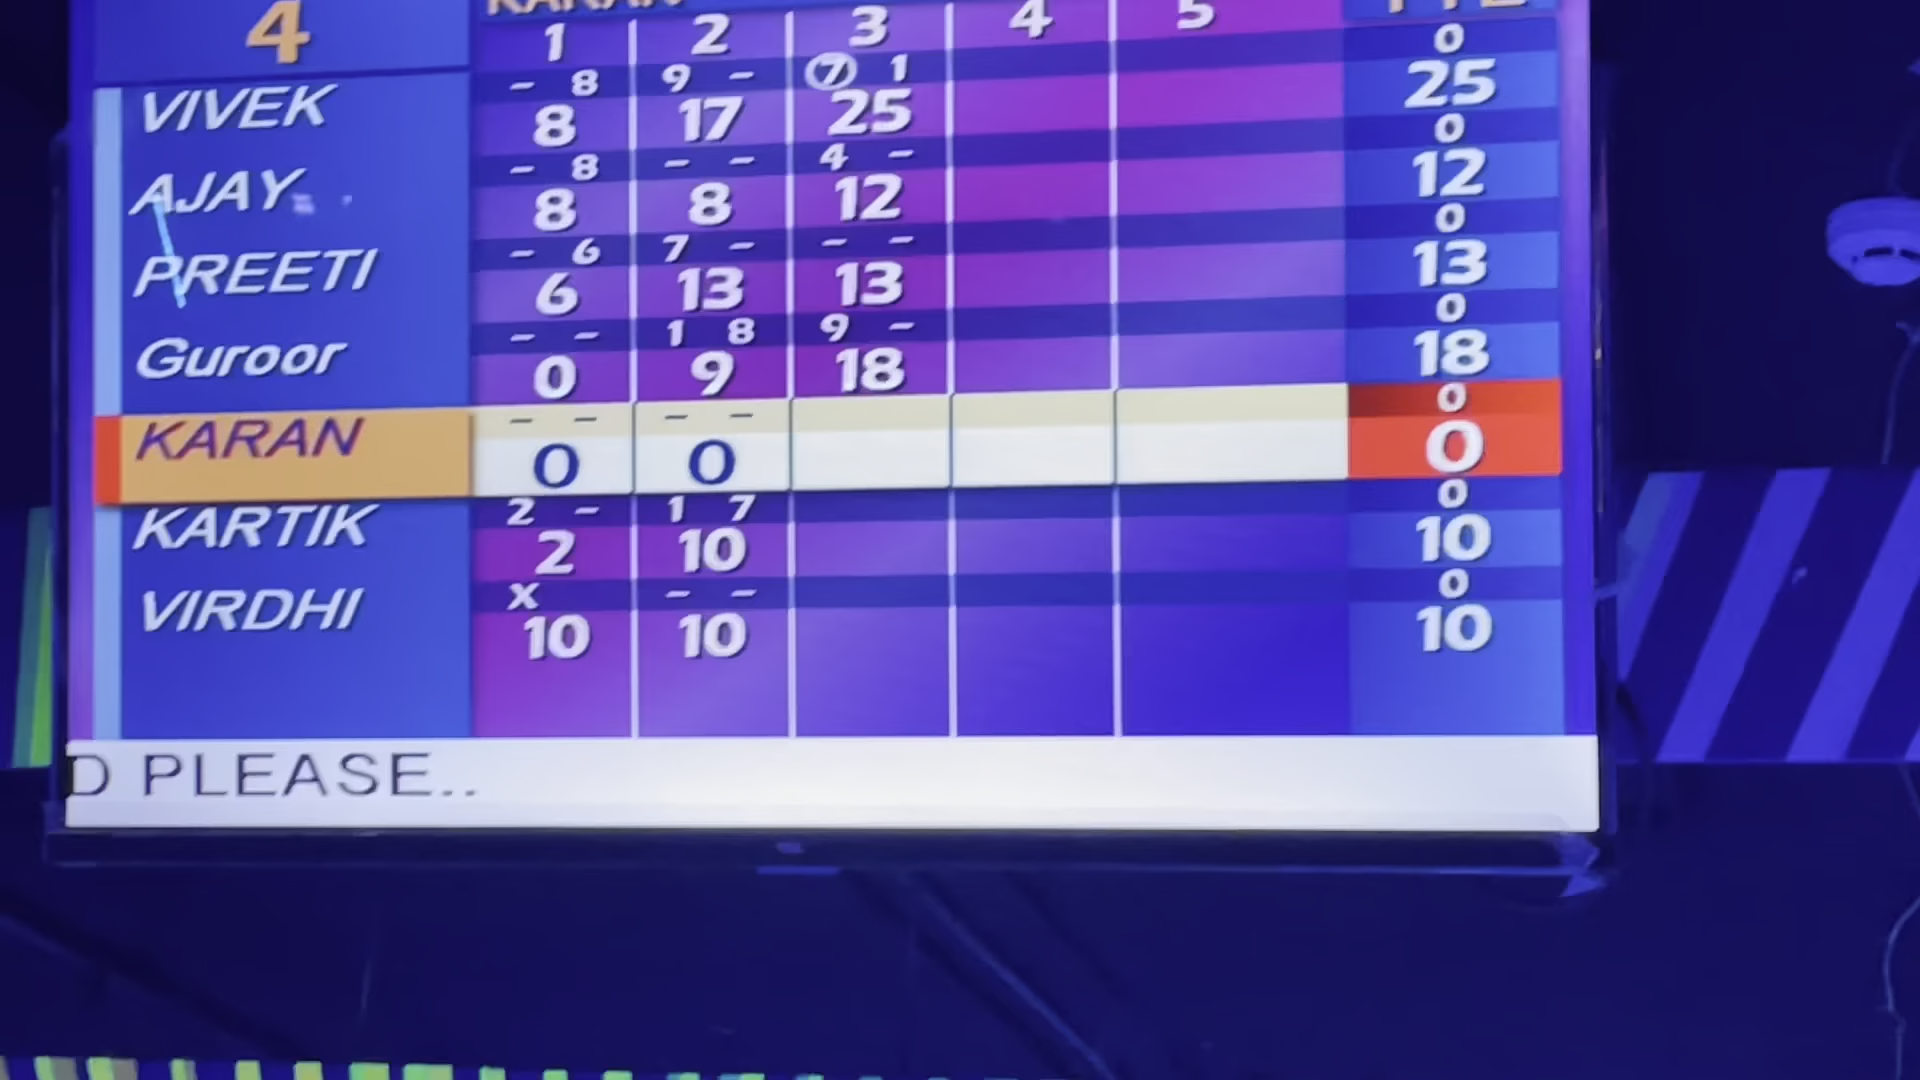 4 KARAN 1 2 3 4 5 TTL
0
VIVEK - 8 9 - 7 1
8 17 25 25
0
AJAY - 8 - - 4 -
8 8 12 12
0
PREETI - 6 7 - - -
6 13 13 13
0
Guroor - - 1 8 9 -
0 9 18 18
0
KARAN - - - -
0 0 0
0
KARTIK 2 - 1 7
2 10 10
0
VIRDHI X - -
10 10 10
D PLEASE..